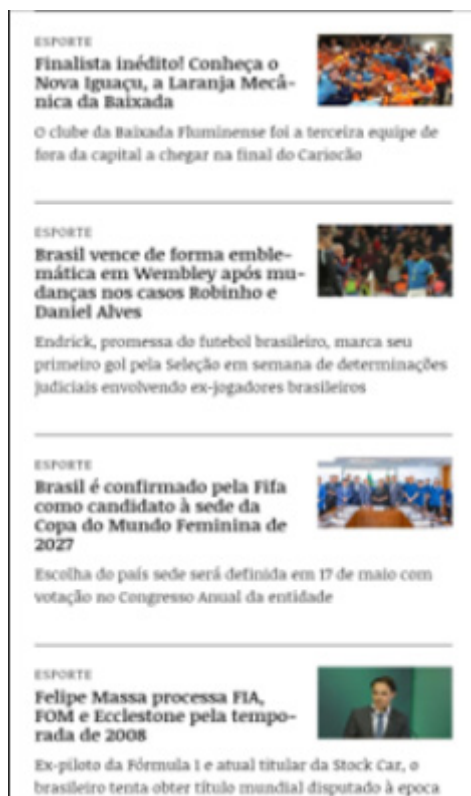 ESPORTE
Finalista inédito! Conheça o
Nova Iguaçu, a Laranja Mecâ-
nica da Baixada
O clube da Baixada Fluminense foi a terceira equipe de
fora da capital a chegar na final do Cariocão
ESPORTE
Brasil vence de forma emble-
mática em Wembley após mu-
danças nos casos Robinho e
Daniel Alves
Endrick, promessa do futebol brasileiro, marca seu
primeiro gol pela Seleção em semana de determinações
judiciais envolvendo ex-jogadores brasileiros
ESPORTE
Brasil é confirmado pela Fifa
como candidato à sede da
Copa do Mundo Feminina de
2027
Escolha do país sede será definida em 17 de maio com
votação no Congresso Anual da entidade
ESPORTE
Felipe Massa processa FIA,
FOM e Ecclestone pela tempo-
rada de 2008
Ex-piloto da Fórmula 1 e atual titular da Stock Car, o
brasileiro tenta obter título mundial disputado à época